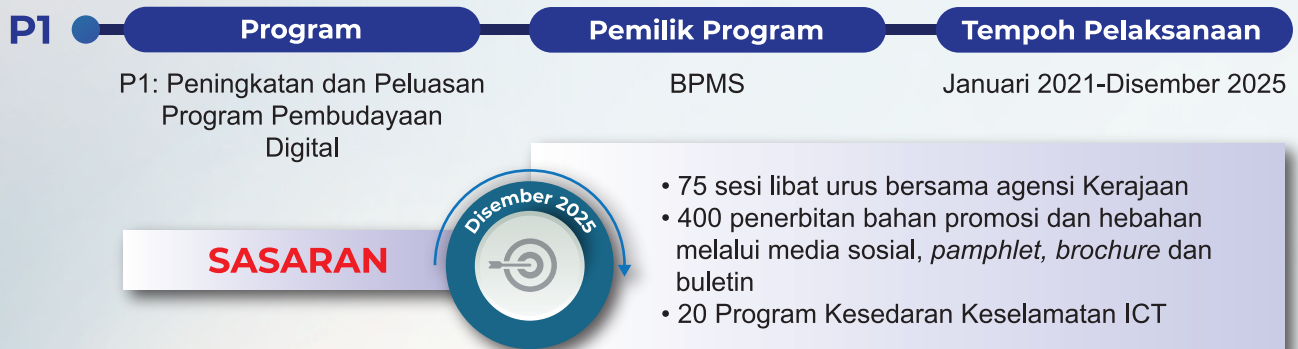 P1
Program
Pemilik Program
Tempoh Pelaksanaan
P1: Peningkatan dan Peluasan
Program Pembudayaan
Digital
BPMS
Januari 2021-Disember 2025
SASARAN
Disember 2025
• 75 sesi libat urus bersama agensi Kerajaan
• 400 penerbitan bahan promosi dan hebahan
melalui media sosial, pamphlet, brochure dan
buletin
• 20 Program Kesedaran Keselamatan ICT